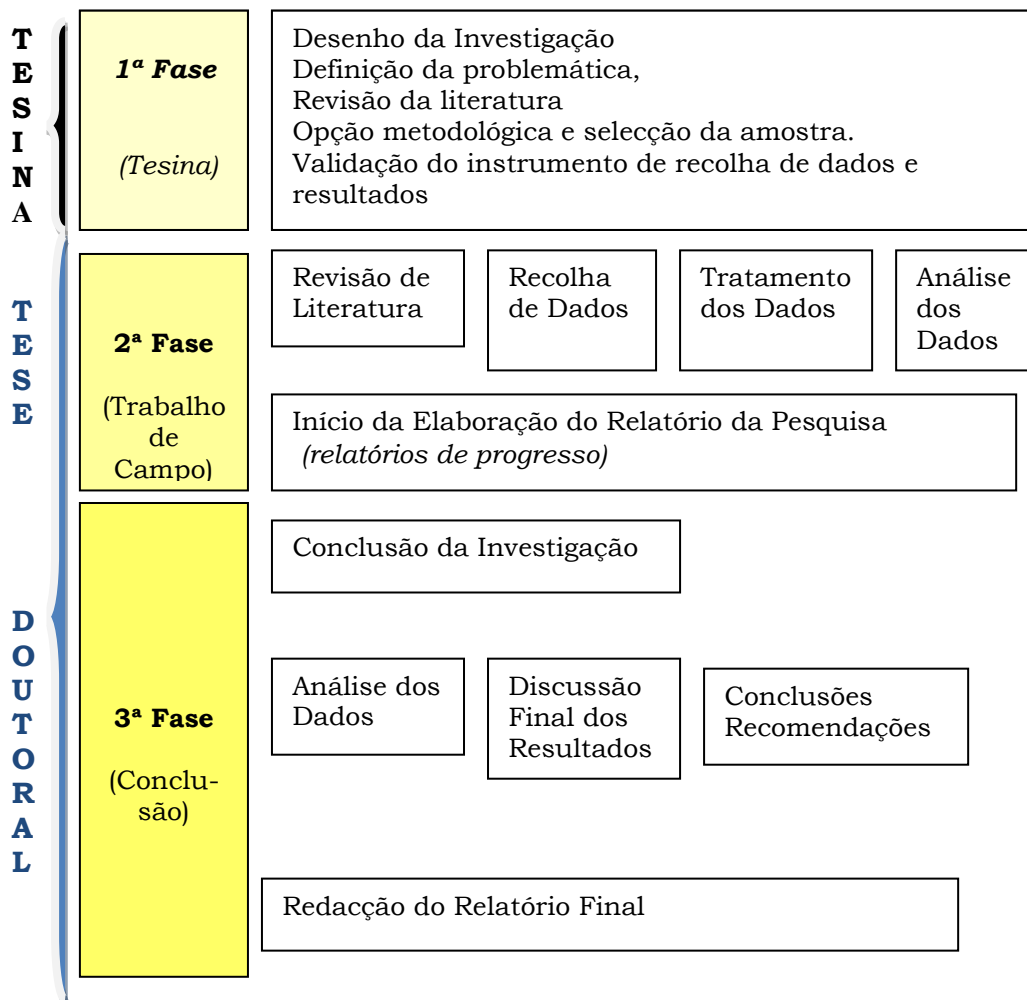 TESINA
1ª Fase
(Tesina)
Desenho da Investigação
Definição da problemática,
Revisão da literatura
Opção metodológica e selecção da amostra.
Validação do instrumento de recolha de dados e
resultados
TESE
2ª Fase
(Trabalho
de
Campo)
Revisão de
Literatura
Recolha
de Dados
Tratamento
dos Dados
Análise
dos
Dados
Início da Elaboração do Relatório da Pesquisa
(relatórios de progresso)
DOUTORAL
3ª Fase
(Conclu-
são)
Conclusão da Investigação
Análise dos
Dados
Discussão
Final dos
Resultados
Conclusões
Recomendações
Redacção do Relatório Final